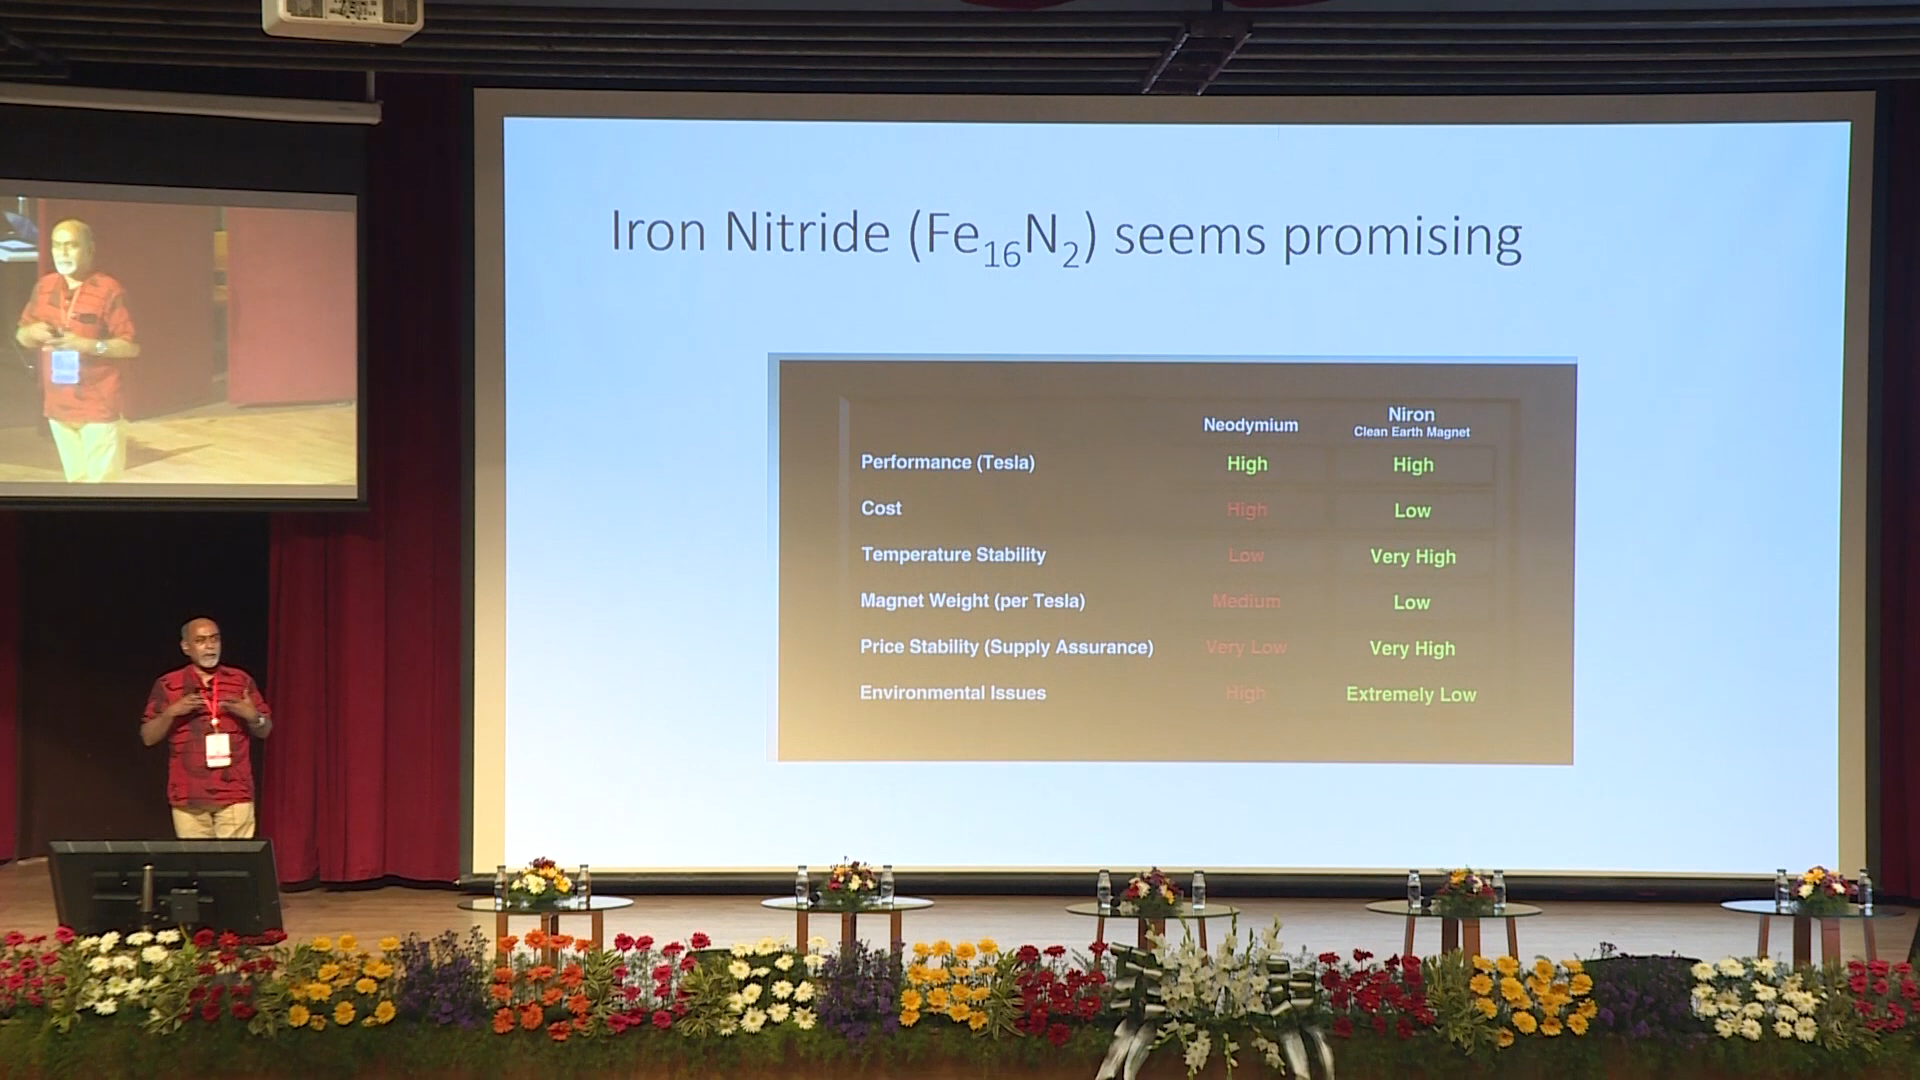 Iron Nitride (Fe₁₆N₂) seems promising
Neodymium Niron
Clean Earth Magnet
Performance (Tesla) High High
Cost High Low
Temperature Stability Low Very High
Magnet Weight (per Tesla) Medium Low
Price Stability (Supply Assurance) Very Low Very High
Environmental Issues High Extremely Low